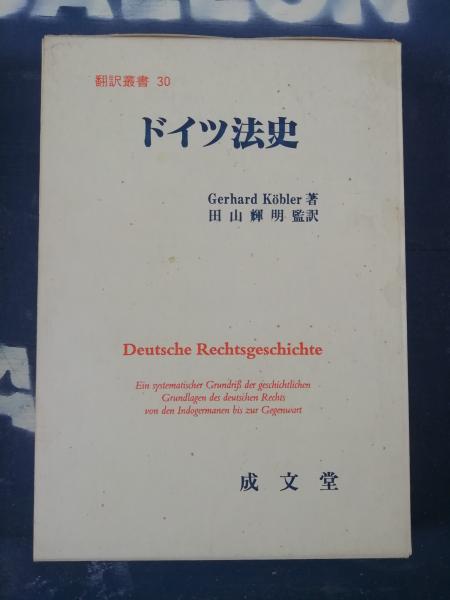 翻訳叢書 30
ドイツ法史
Gerhard Köbler 著
田山輝明 監訳
Deutsche Rechtsgeschichte
Ein systematischer Grundriß der geschichtlichen
Grundlagen des deutschen Rechts
von den Indogermanen bis zur Gegenwart
成文堂